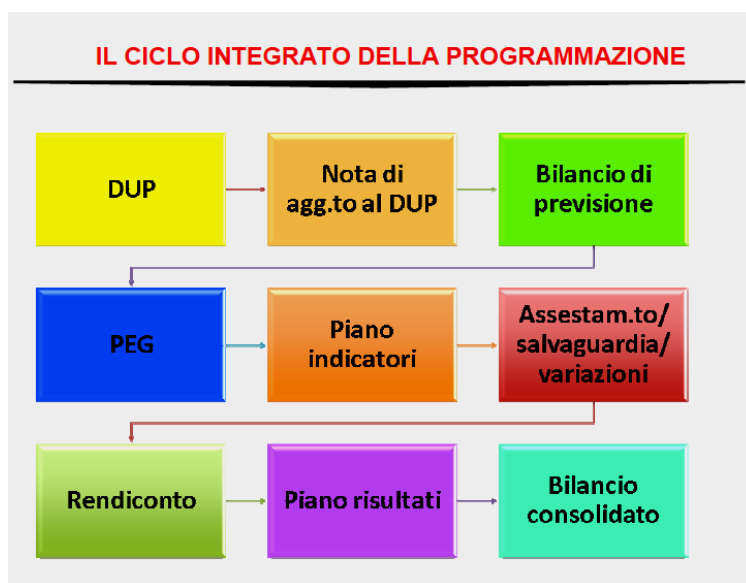 IL CICLO INTEGRATO DELLA PROGRAMMAZIONE
DUP
Nota di
agg.to al DUP
Bilancio di
previsione
PEG
Piano
indicatori
Assestam.to/
salvaguardia/
variazioni
Rendiconto
Piano risultati
Bilancio
consolidato